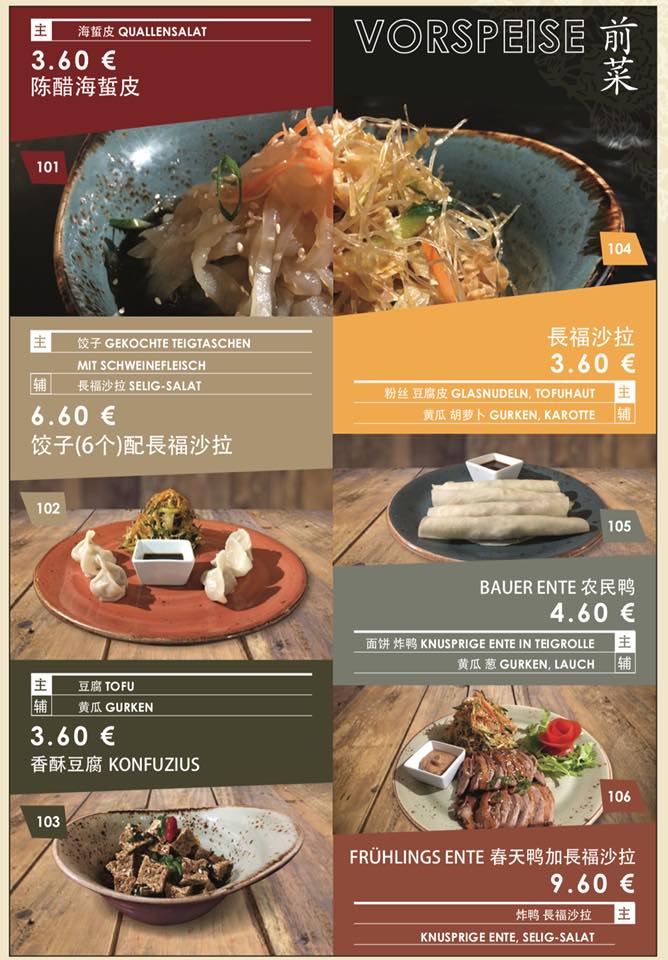 主 海蜇皮 QUALLENSALAT
3.60 €
陈醋海蜇皮
101
VORSPEISE 前菜
104
長福沙拉
3.60 €
粉丝 豆腐皮 GLASNUDELN, TOFUHAUT 主
黄瓜 胡萝卜 GURKEN, KAROTTE 辅
主 饺子 GEKOCHTE TEIGTASCHEN
MIT SCHWEINEFLEISCH
辅 長福沙拉 SELIG-SALAT
6.60 €
饺子(6个)配長福沙拉
102
105
BAUER ENTE 农民鸭
4.60 €
面饼 炸鸭 KNUSPRIGE ENTE IN TEIGROLLE 主
黄瓜 葱 GURKEN, LAUCH 辅
主 豆腐 TOFU
辅 黄瓜 GURKEN
3.60 €
香酥豆腐 KONFUZIUS
103
106
FRÜHLINGS ENTE 春天鸭加長福沙拉
9.60 €
炸鸭 長福沙拉 主
KNUSPRIGE ENTE, SELIG-SALAT